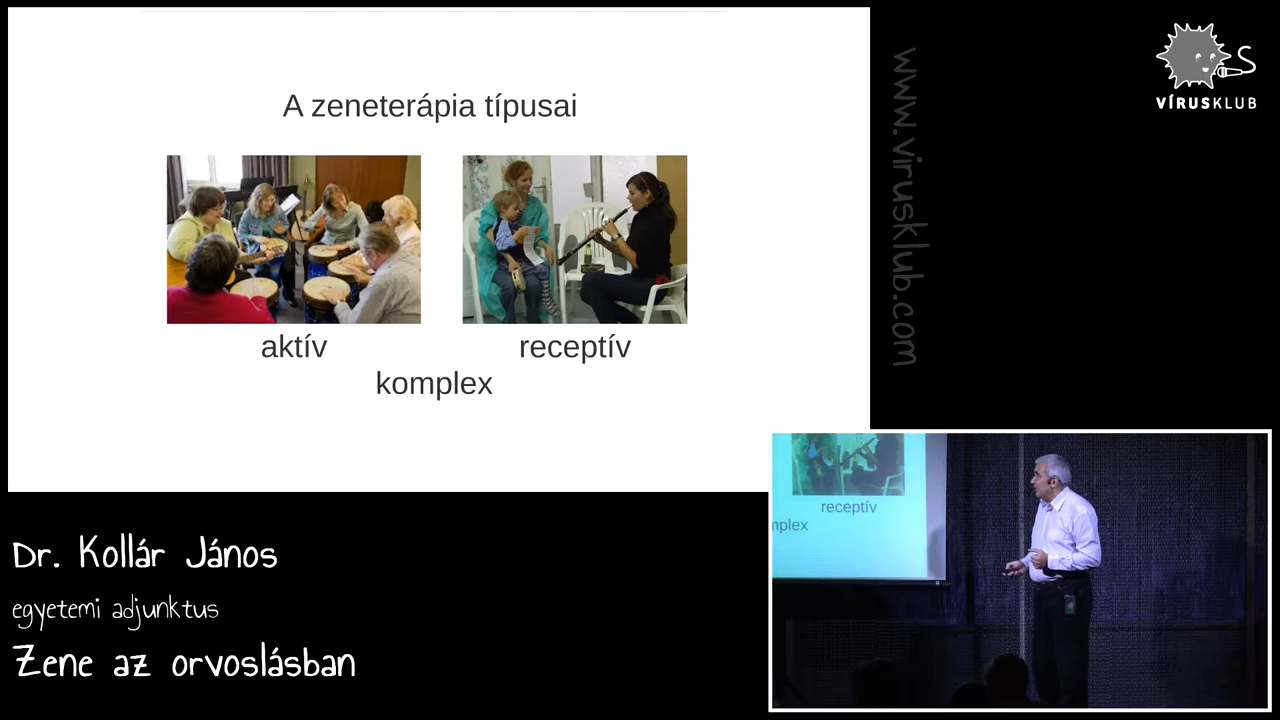 A zeneterápia típusai
aktív
receptív
komplex
www.virusklub.com
VÍRUSKLUB
receptív
mplex
Dr. Kollár János
egyetemi adjunktus
Zene az orvoslásban